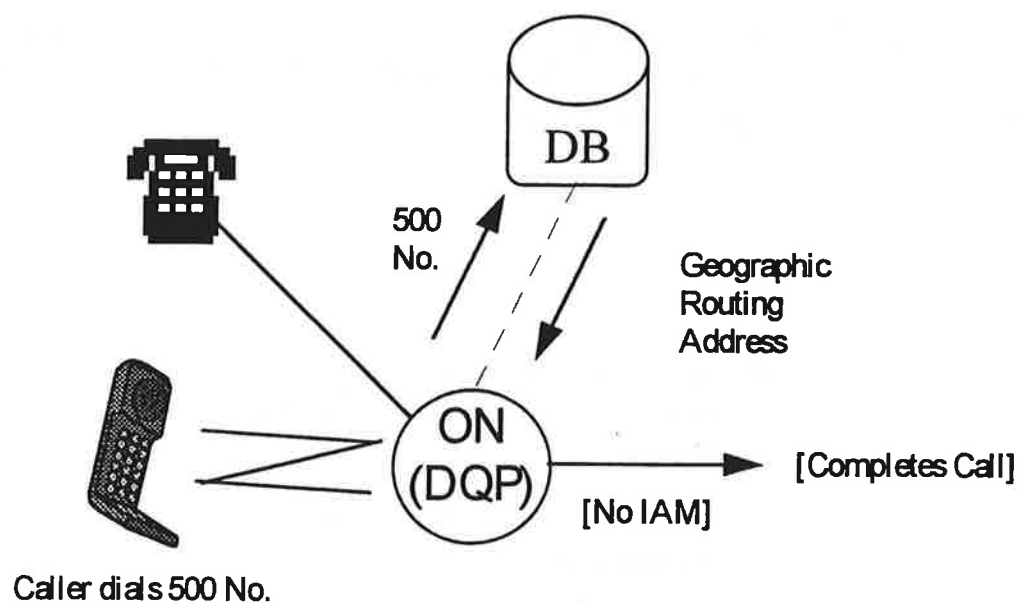 DB
500
No.
Geographic
Routing
Address
ON
(DQP)
[No IAM]
[Completes Call]
Caller dials 500 No.